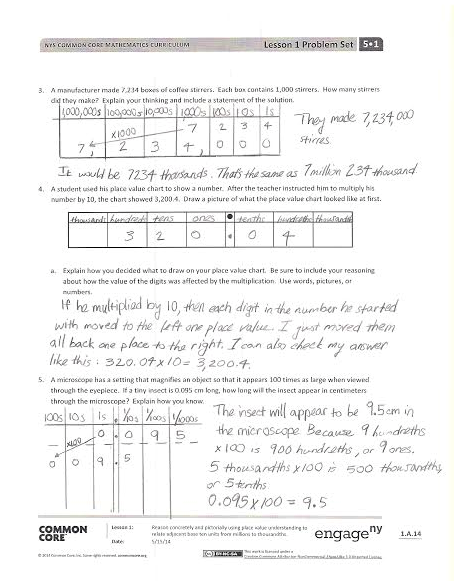 NYS COMMON CORE MATHEMATICS CURRICULUM Lesson 1 Problem Set 5•1
3. A manufacturer made 7,234 boxes of coffee stirrers. Each box contains 1,000 stirrers. How many stirrers
did they make? Explain your thinking and include a statement of the solution.
1,000,000s 100,000s 10,000s 1000s 100s 10s 1s
7 2 3 4
x1000
7, 2 3 4, 0 0 0
They made 7,234,000
stirres.
It would be 7234 thousands. That's the same as 7 million 234 thousand.
4. A student used his place value chart to show a number. After the teacher instructed him to multiply his
number by 10, the chart showed 3,200.4. Draw a picture of what the place value chart looked like at first.
thousands hundreds tens ones • tenths hundredths thousandths
3 2 0 . 0 4
a. Explain how you decided what to draw on your place value chart. Be sure to include your reasoning
about how the value of the digits was affected by the multiplication. Use words, pictures, or
numbers.
If he multiplied by 10, then each digit in the number he started
with moved to the left one place value. I just moved them
all back one place to the right. I can also check my answer
like this: 320.04 x 10 = 3,200.4.
5. A microscope has a setting that magnifies an object so that it appears 100 times as large when viewed
through the eyepiece. If a tiny insect is 0.095 cm long, how long will the insect appear in centimeters
through the microscope? Explain how you know.
100s 10s 1s . 1/10s 1/100s 1/1000s
0 . 0 9 5
x100
0 0 9 . 5
The insect will appear to be 9.5 cm in
the microscope Because 9 hundreths
x 100 is 900 hundreths, or 9 ones.
5 thousandths x 100 is 500 thousandths
or 5 tenths.
0.095 x 100 = 9.5
COMMON
CORE
Lesson 1: Reason concretely and pictorially using place value understanding to
relate adjacent base ten units from millions to thousandths.
Date: 5/15/14
engage ny
1.A.14
© 2014 Common Core, Inc. Some rights reserved. commoncore.org
This work is licensed under a
Creative Commons Attribution-NonCommercial-ShareAlike 3.0 Unported License.